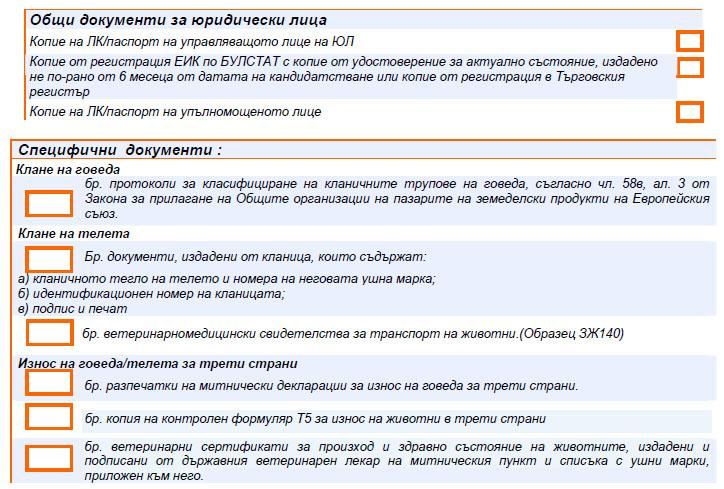 Общи документи за юридически лица
Копие на ЛК/паспорт на управляващото лице на ЮЛ
Копие от регистрация ЕИК по БУЛСТАТ с копие от удостоверение за актуално състояние, издадено
не по-рано от 6 месеца от датата на кандидатстване или копие от регистрация в Търговския
регистър
Копие на ЛК/паспорт на упълномощеното лице
Специфични документи :
Клане на говеда
бр. протоколи за класифициране на кланичните трупове на говеда, съгласно чл. 58в, ал. 3 от
Закона за прилагане на Общите организации на пазарите на земеделски продукти на Европейския
съюз.
Клане на телета
Бр. документи, издадени от кланица, които съдържат:
а) кланичното тегло на телето и номера на неговата ушна марка;
б) идентификационен номер на кланицата;
в) подпис и печат
бр. ветеринарномедицински свидетелства за транспорт на животни.(Образец ЗЖ140)
Износ на говеда/телета за трети страни
бр. разпечатки на митнически декларации за износ на говеда за трети страни.
бр. копия на контролен формуляр Т5 за износ на животни в трети страни
бр. ветеринарни сертификати за произход и здравно състояние на животните, издадени и
подписани от държавния ветеринарен лекар на митническия пункт и списъка с ушни марки,
приложен към него.